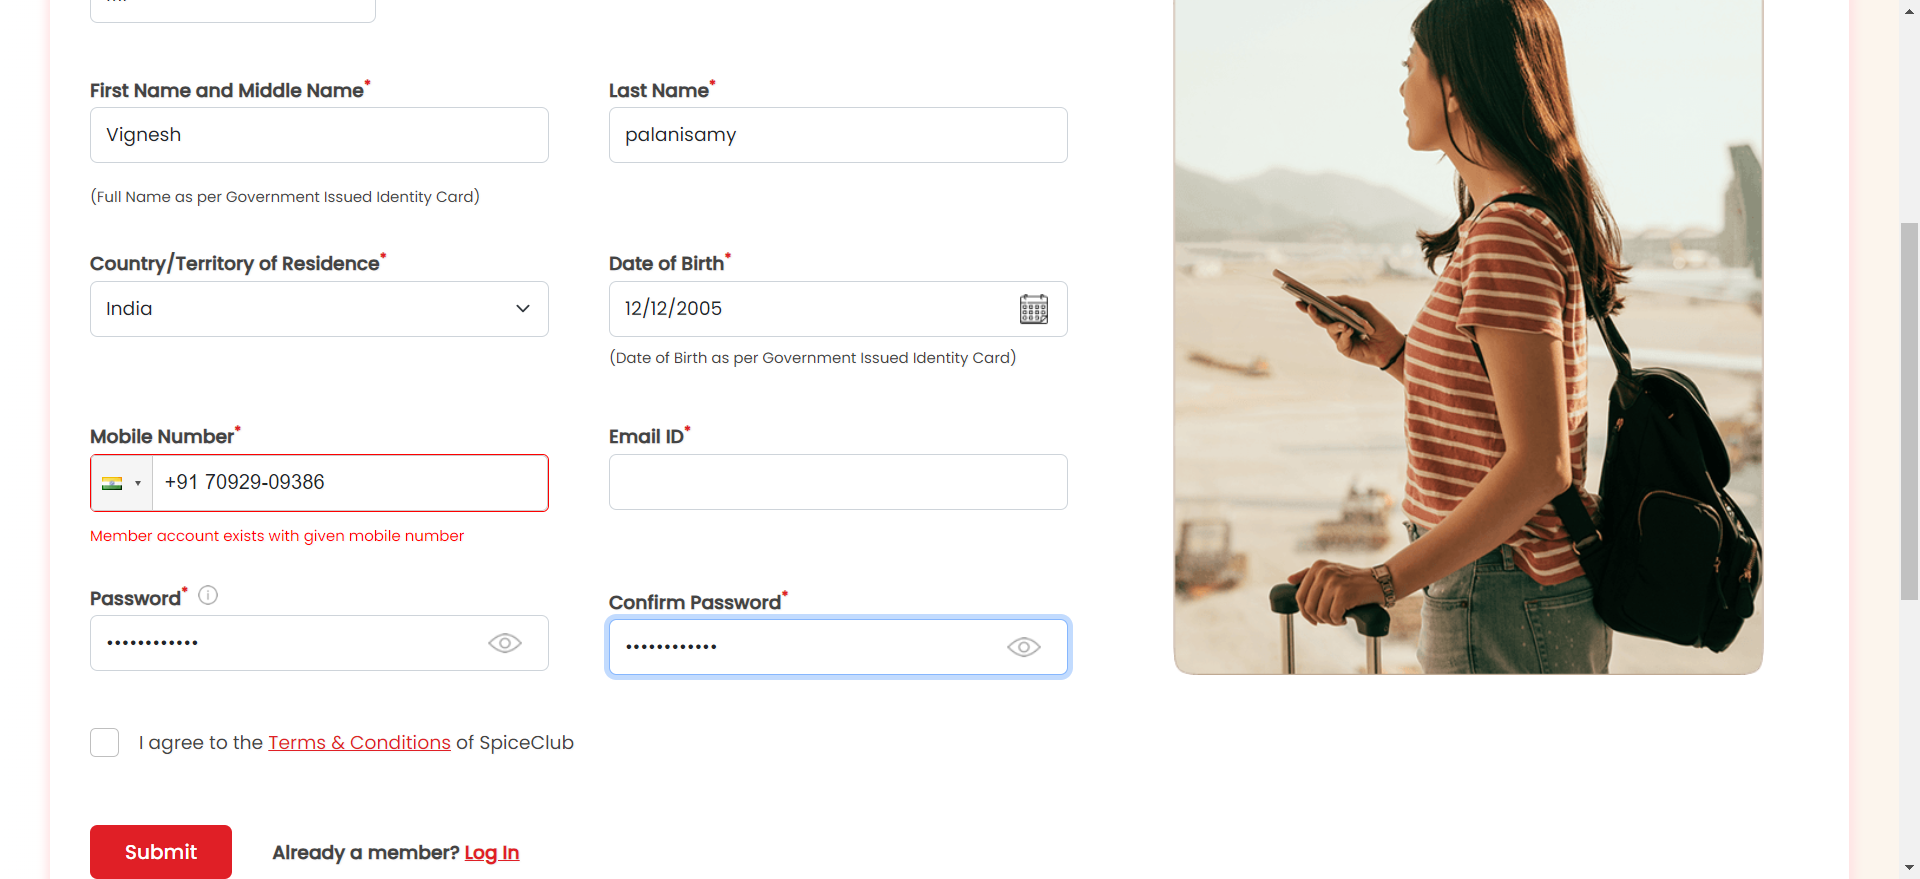 First Name and Middle Name*
Last Name*
Vignesh
palanisamy
(Full Name as per Government Issued Identity Card)
Country/Territory of Residence*
Date of Birth*
India
12/12/2005
(Date of Birth as per Government Issued Identity Card)
Mobile Number*
Email ID*
+91 70929-09386
Member account exists with given mobile number
Password*
Confirm Password*
••••••••••••
••••••••••••
I agree to the Terms & Conditions of SpiceClub
Submit
Already a member? Log In